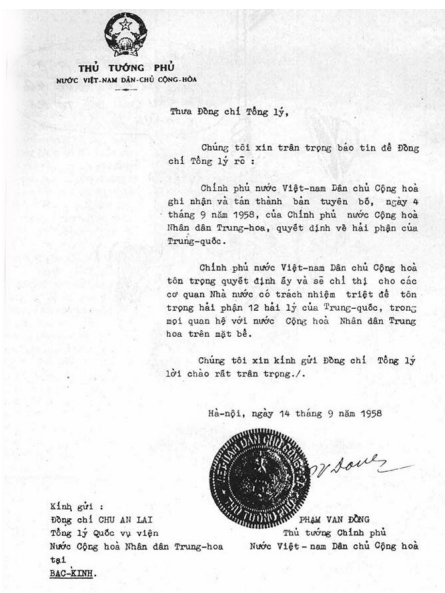 THỦ TƯỚNG PHỦ
NƯỚC VIỆT-NAM DÂN-CHỦ CỘNG-HÒA
Thưa Đồng chí Tổng lý,
Chúng tôi xin trân trọng báo tin để Đồng
chí Tổng lý rõ :
Chính phủ nước Việt-nam Dân chủ Cộng hoà
ghi nhận và tán thành bản tuyên bố, ngày 4
tháng 9 năm 1958, của Chính phủ nước Cộng hoà
Nhân dân Trung-hoa, quyết định về hải phận của
Trung-quốc.
Chính phủ nước Việt-nam Dân chủ Cộng hoà
tôn trọng quyết định ấy và sẽ chỉ thị cho các
cơ quan Nhà nước có trách nhiệm triệt để tôn
trọng hải phận 12 hải lý của Trung-quốc, trong
mọi quan hệ với nước Cộng hoà Nhân dân Trung
hoa trên mặt bể.
Chúng tôi xin kính gửi Đồng chí Tổng lý
lời chào rất trân trọng./.
Hà-nội, ngày 14 tháng 9 năm 1958
Kính gửi :
Đồng chí CHU AN LAI
Tổng lý Quốc vụ viện
Nước Cộng hoà Nhân dân Trung-hoa
tại
BẮC-KINH.
PHẠM VAN ĐỒNG
Thủ tướng Chính phủ
Nước Việt-nam Dân chủ Cộng hoà